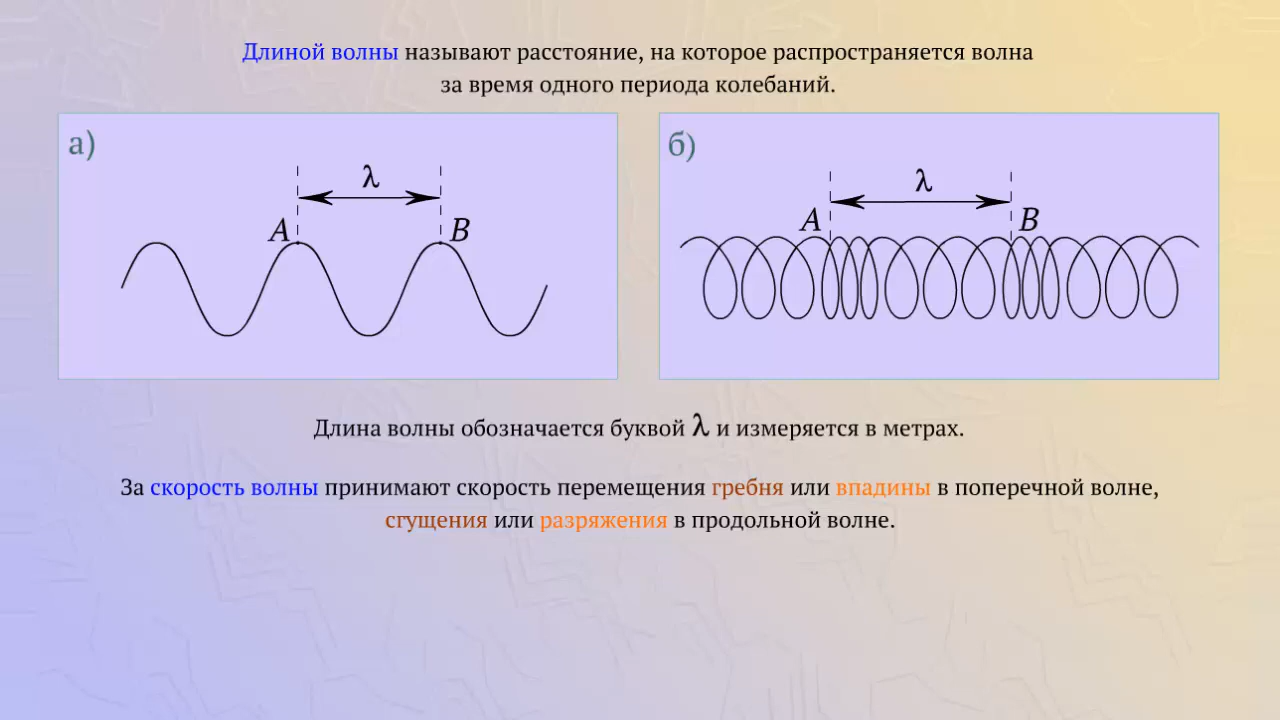 Длиной волны называют расстояние, на которое распространяется волна
за время одного периода колебаний.
а)
λ
A
B
б)
λ
A
B
Длина волны обозначается буквой λ и измеряется в метрах.
За скорость волны принимают скорость перемещения гребня или впадины в поперечной волне,
сгущения или разряжения в продольной волне.